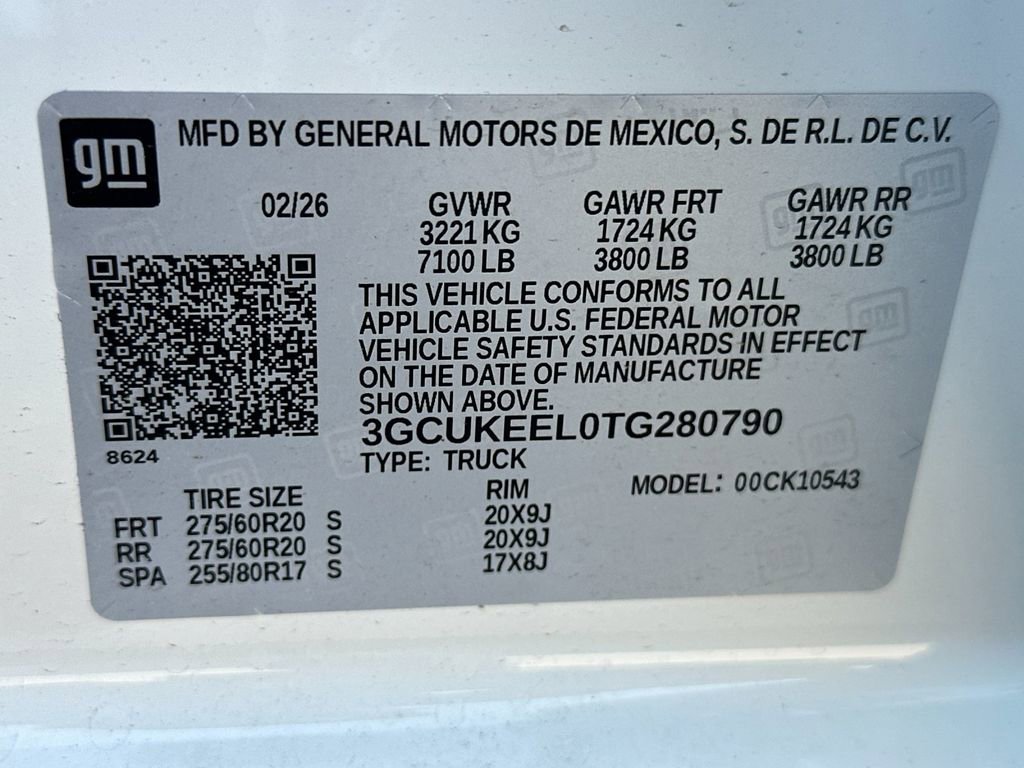 gm
MFD BY GENERAL MOTORS DE MEXICO, S. DE R.L. DE C.V.
02/26 GVWR GAWR FRT GAWR RR
3221 KG 1724 KG 1724 KG
7100 LB 3800 LB 3800 LB
THIS VEHICLE CONFORMS TO ALL
APPLICABLE U.S. FEDERAL MOTOR
VEHICLE SAFETY STANDARDS IN EFFECT
ON THE DATE OF MANUFACTURE
SHOWN ABOVE.
3GCUKEEL0TG280790
8624
TYPE: TRUCK
TIRE SIZE RIM MODEL: 00CK10543
FRT 275/60R20 S 20X9J
RR 275/60R20 S 20X9J
SPA 255/80R17 S 17X8J